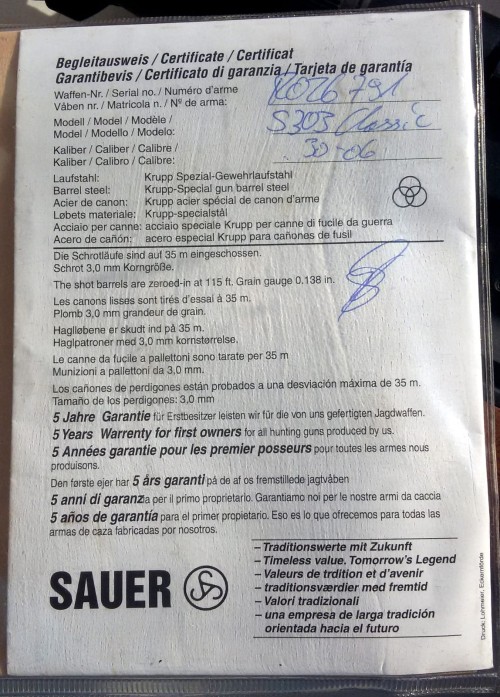 Begleitausweis / Certificate / Certificat
Garantibevis / Certificato di garanzia / Tarjeta de garantía
Waffen-Nr. / Serial no. / Numéro d'arme
Våben nr. / Matricola n. / Nº de arma:
Modell / Model / Modèle /
Model / Modello / Modelo: S303 Classic
Kaliber / Caliber / Calibre /
Kaliber / Calibro / Calibre: 30-06
Laufstahl: Krupp Spezial-Gewehrlaufstahl
Barrel steel: Krupp-Special gun barrel steel
Acier de canon: Krupp acier spécial de canon d'arme
Løbets materiale: Krupp-specialstål
Acciaio per canne: acciaio speciale Krupp per canne di fucile da guerra
Acero de cañón: acero especial Krupp para cañones de fusil
Die Schrotläufe sind auf 35 m eingeschossen.
Schrot 3,0 mm Korngröße.
The shot barrels are zeroed-in at 115 ft. Grain gauge 0.138 in.
Les canons lisses sont tirés d'essai à 35 m.
Plomb 3,0 mm grandeur de grain.
Haglløbene er skudt ind på 35 m.
Haglpatroner med 3,0 mm kornstørrelse.
Le canne da fucile a pallettoni sono tarate per 35 m
Munizioni a pallettoni da 3,0 mm.
Los cañones de perdigones están probados a una desviación máxima de 35 m.
Tamaño de los perdigones: 3,0 mm
5 Jahre Garantie für Erstbesitzer leisten wir für die von uns gefertigten Jagdwaffen.
5 Years Warrenty for first owners for all hunting guns produced by us.
5 Années garantie pour les premier posseurs pour toutes les armes nous
produisons.
Den første ejer har 5 års garanti på de af os fremstillede jagtvåben
5 anni di garanzia per il primo proprietario. Garantiamo noi per le nostre armi da caccia
5 años de garantía para el primer propietario. Eso es lo que ofrecemos para todas las
armas de caza fabricadas por nosotros.
SAUER
– Traditionswerte mit Zukunft
– Timeless value. Tomorrow's Legend
– Valeurs de trdition et d'avenir
– traditionsværdier med fremtid
– Valori tradizionali
– una empresa de larga tradición
orientada hacia el futuro
Druck: Lohmeier, Eckernförde